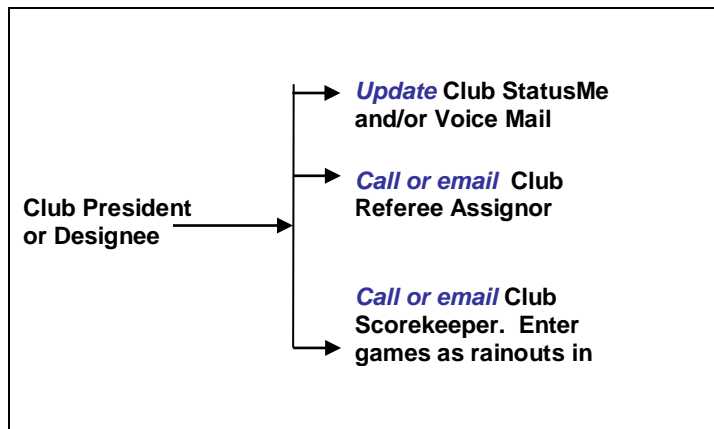 Update Club StatusMe
and/or Voice Mail
Call or email Club
Referee Assignor
Club President
or Designee
Call or email Club
Scorekeeper. Enter
games as rainouts in